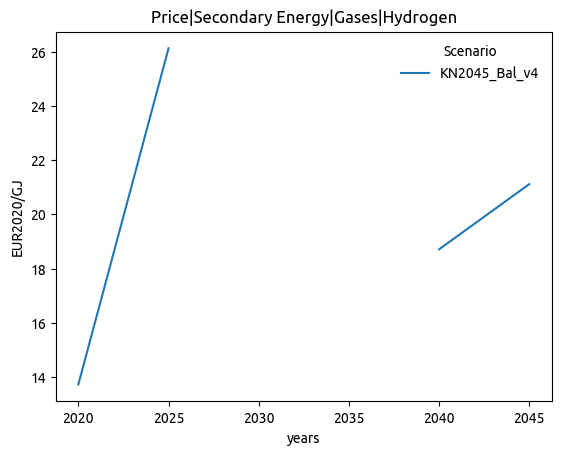 Price|Secondary Energy|Gases|Hydrogen
Scenario
KN2045_Bal_v4
EUR2020/GJ
26
24
22
20
18
16
14
2020 2025 2030 2035 2040 2045
years